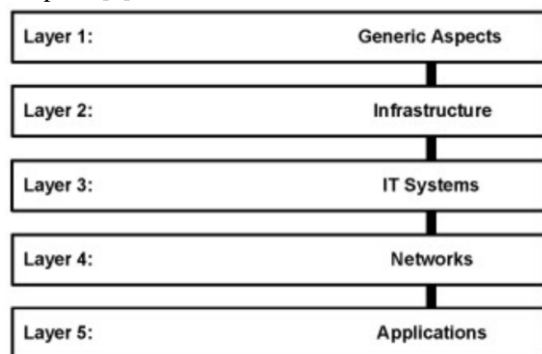 Layer 1: Generic Aspects
Layer 2: Infrastructure
Layer 3: IT Systems
Layer 4: Networks
Layer 5: Applications